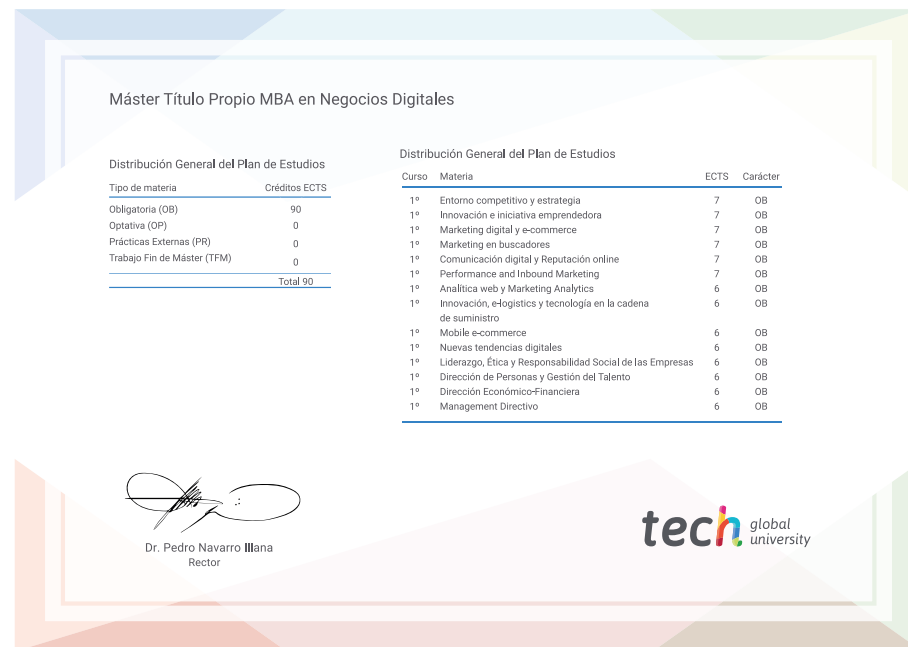 Máster Título Propio MBA en Negocios Digitales
Distribución General del Plan de Estudios
Tipo de materia Créditos ECTS
Obligatoria (OB) 90
Optativa (OP) 0
Prácticas Externas (PR) 0
Trabajo Fin de Máster (TFM) 0
Total 90
Distribución General del Plan de Estudios
Curso Materia ECTS Carácter
1º Entorno competitivo y estrategia 7 OB
1º Innovación e iniciativa emprendedora 7 OB
1º Marketing digital y e-commerce 7 OB
1º Marketing en buscadores 7 OB
1º Comunicación digital y Reputación online 7 OB
1º Performance and Inbound Marketing 7 OB
1º Analítica web y Marketing Analytics 6 OB
1º Innovación, e-logistics y tecnología en la cadena 6 OB
de suministro
1º Mobile e-commerce 6 OB
1º Nuevas tendencias digitales 6 OB
1º Liderazgo, Ética y Responsabilidad Social de las Empresas 6 OB
1º Dirección de Personas y Gestión del Talento 6 OB
1º Dirección Económico-Financiera 6 OB
1º Management Directivo 6 OB
Dr. Pedro Navarro Illana
Rector
tech global
university